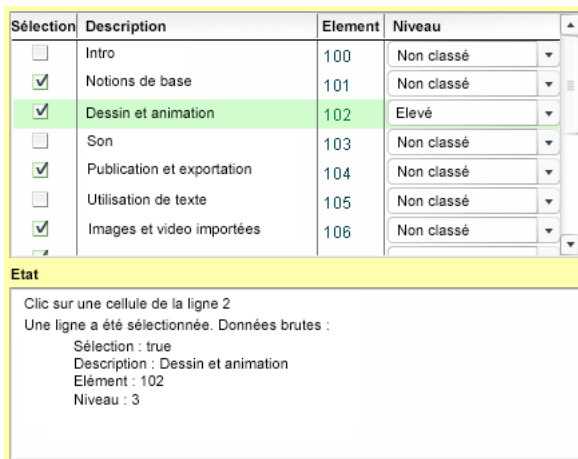 Sélection Description Element Niveau
Intro 100 Non classé
Notions de base 101 Non classé
Dessin et animation 102 Elevé
Son 103 Non classé
Publication et exportation 104 Non classé
Utilisation de texte 105 Non classé
Images et video importées 106 Non classé
Etat
Clic sur une cellule de la ligne 2
Une ligne a été sélectionnée. Données brutes :
Sélection : true
Description : Dessin et animation
Elément : 102
Niveau : 3